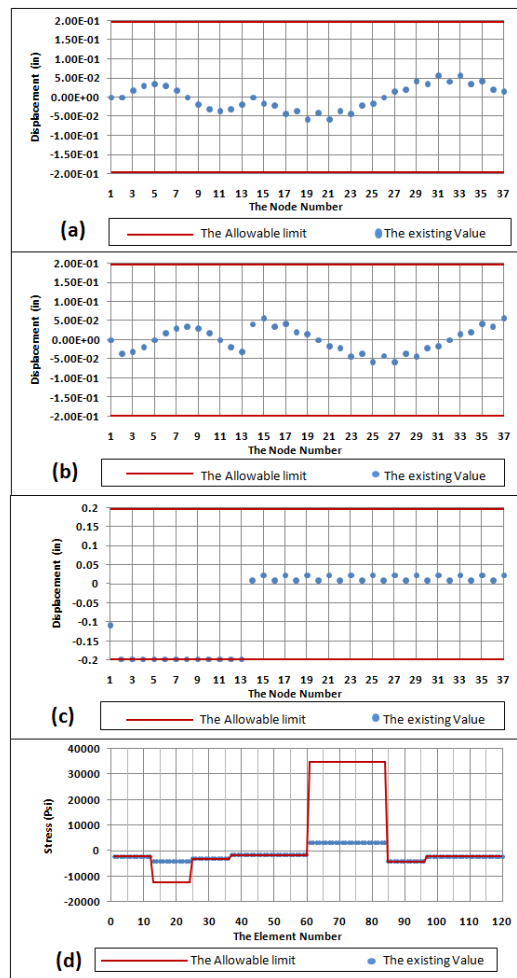 2.00E-01
1.50E-01
1.00E-01
5.00E-02
0.00E+00
-5.00E-02
-1.00E-01
-1.50E-01
-2.00E-01
Displacement (in)
1 3 5 7 9 11 13 15 17 19 21 23 25 27 29 31 33 35 37
The Node Number
(a)
The Allowable limit The existing Value
2.00E-01
1.50E-01
1.00E-01
5.00E-02
0.00E+00
-5.00E-02
-1.00E-01
-1.50E-01
-2.00E-01
Displacement (in)
1 3 5 7 9 11 13 15 17 19 21 23 25 27 29 31 33 35 37
The Node Number
(b)
The Allowable limit The existing Value
0.2
0.15
0.1
0.05
0
-0.05
-0.1
-0.15
-0.2
Displacement (in)
1 3 5 7 9 11 13 15 17 19 21 23 25 27 29 31 33 35 37
The Node Number
(c)
The Allowable limit The existing Value
40000
30000
20000
10000
0
-10000
-20000
Stress (Psi)
0 10 20 30 40 50 60 70 80 90 100 110 120
The Element Number
(d)
The Allowable limit The existing Value